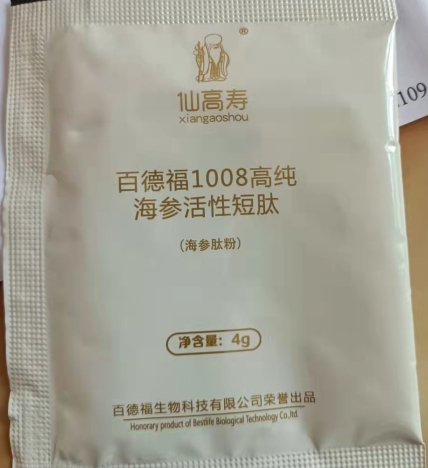 ®
仙高寿
xiangaoshou
百德福1008高纯
海参活性短肽
(海参肽粉)
净含量：4g
百德福生物科技有限公司荣誉出品
Honorary product of Bestlife Biological Technology Co.,ltd.
.109